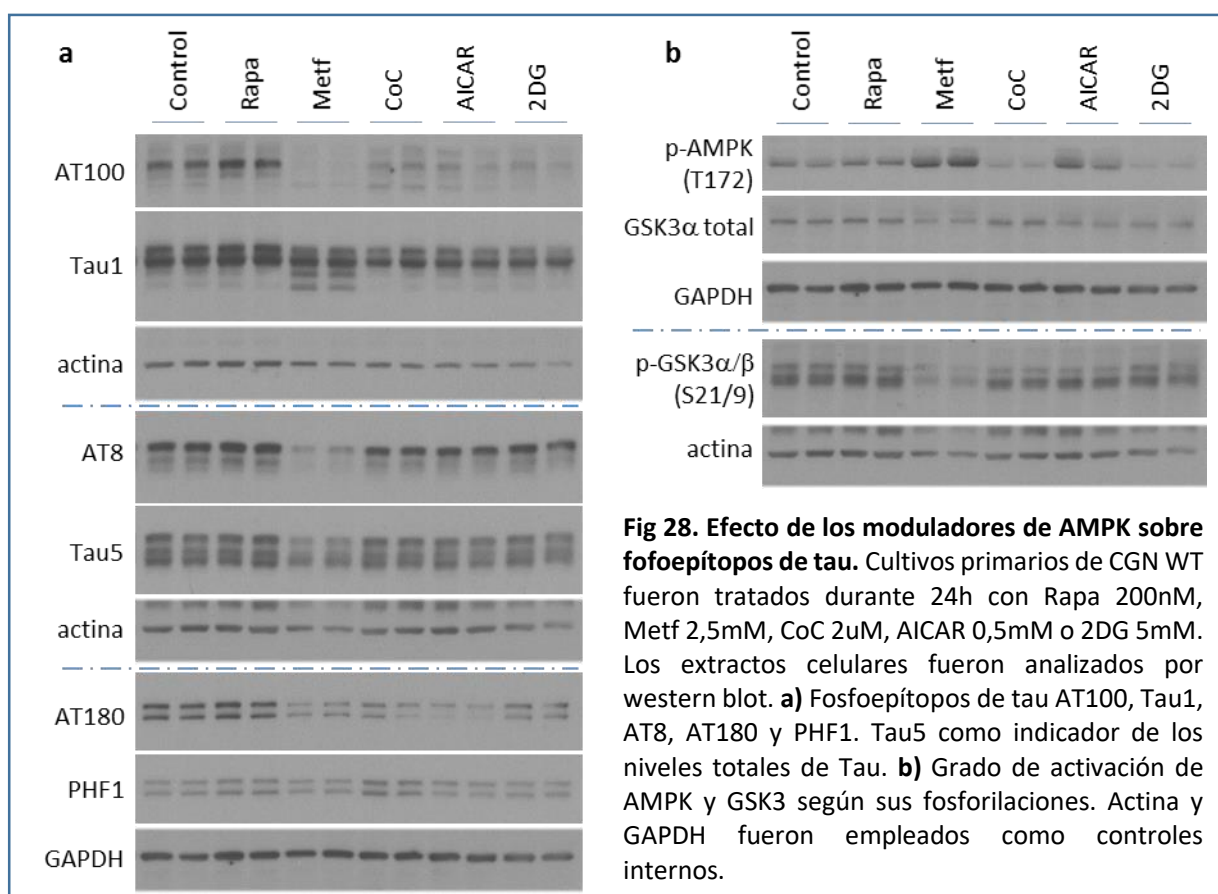 a
Control
Rapa
Metf
CoC
AICAR
2DG
AT100
Tau1
actina
AT8
Tau5
actina
AT180
PHF1
GAPDH
b
Control
Rapa
Metf
CoC
AICAR
2DG
p-AMPK
(T172)
GSK3α total
GAPDH
p-GSK3α/β
(S21/9)
actina
Fig 28. Efecto de los moduladores de AMPK sobre
fofoepítopos de tau. Cultivos primarios de CGN WT
fueron tratados durante 24h con Rapa 200nM,
Metf 2,5mM, CoC 2uM, AICAR 0,5mM o 2DG 5mM.
Los extractos celulares fueron analizados por
western blot. a) Fosfoepítopos de tau AT100, Tau1,
AT8, AT180 y PHF1. Tau5 como indicador de los
niveles totales de Tau. b) Grado de activación de
AMPK y GSK3 según sus fosforilaciones. Actina y
GAPDH fueron empleados como controles
internos.